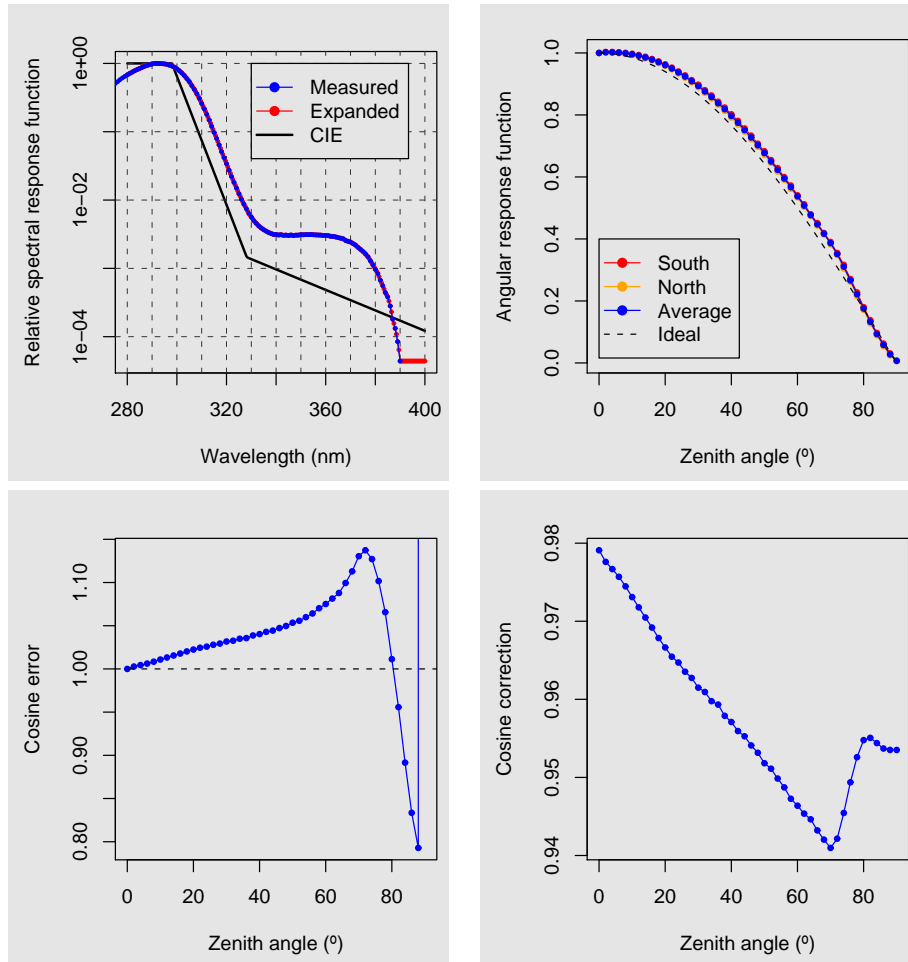 Relative spectral response function
1e+00
1e-02
1e-04
Measured
Expanded
CIE
280
320
360
400
Wavelength (nm)
Angular response function
1.0
0.8
0.6
0.4
0.2
0.0
South
North
Average
Ideal
0
20
40
60
80
Zenith angle (º)
Cosine error
1.10
1.00
0.90
0.80
0
20
40
60
80
Zenith angle (º)
Cosine correction
0.98
0.97
0.96
0.95
0.94
0
20
40
60
80
Zenith angle (º)